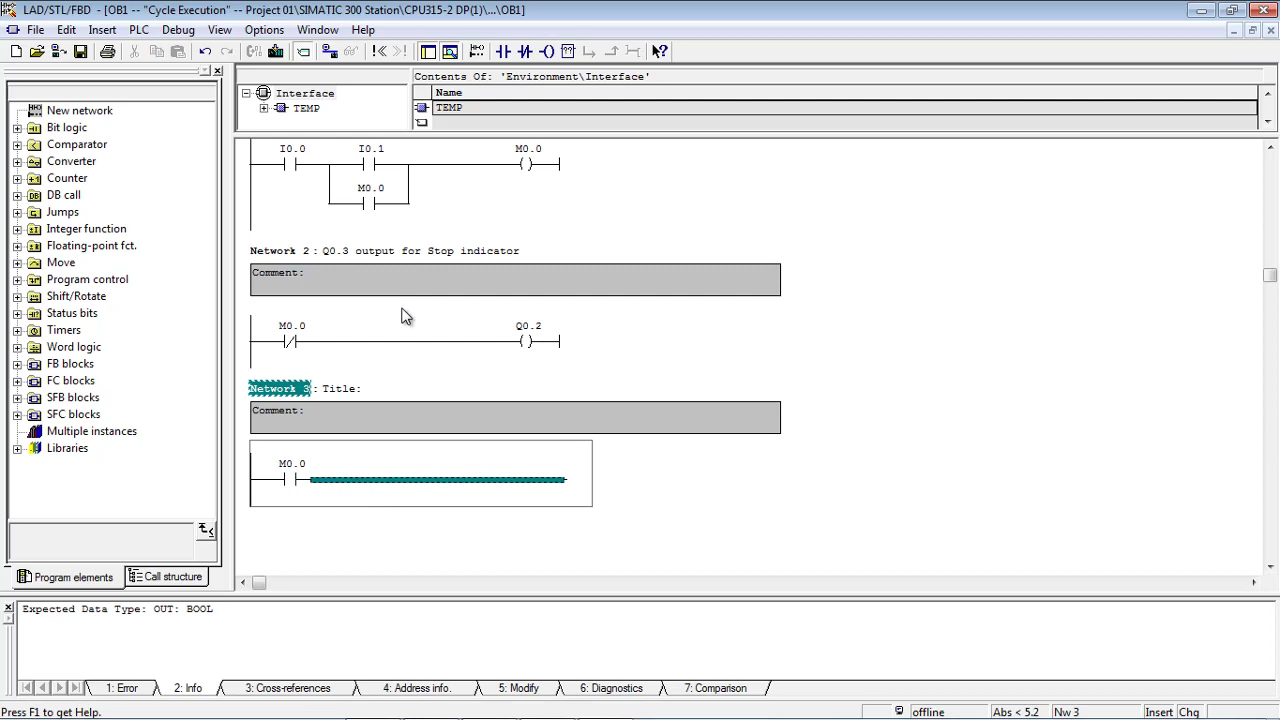 LAD/STL/FBD - [OB1 -- "Cycle Execution" -- Project 01\SIMATIC 300 Station\CPU315-2 DP(1)\...\OB1]
File Edit Insert PLC Debug View Options Window Help
Contents Of: 'Environment\Interface'
Interface
TEMP
Name
TEMP
New network
Bit logic
Comparator
Converter
Counter
DB call
Jumps
Integer function
Floating-point fct.
Move
Program control
Shift/Rotate
Status bits
Timers
Word logic
FB blocks
FC blocks
SFB blocks
SFC blocks
Multiple instances
Libraries
Program elements
Call structure
I0.0 I0.1 M0.0
M0.0
Network 2 : Q0.3 output for Stop indicator
Comment:
M0.0 Q0.2
Network 3 : Title:
Comment:
M0.0
Expected Data Type: OUT: BOOL
1: Error 2: Info 3: Cross-references 4: Address info. 5: Modify 6: Diagnostics 7: Comparison
Press F1 to get Help. offline Abs < 5.2 Nw 3 Insert Chg